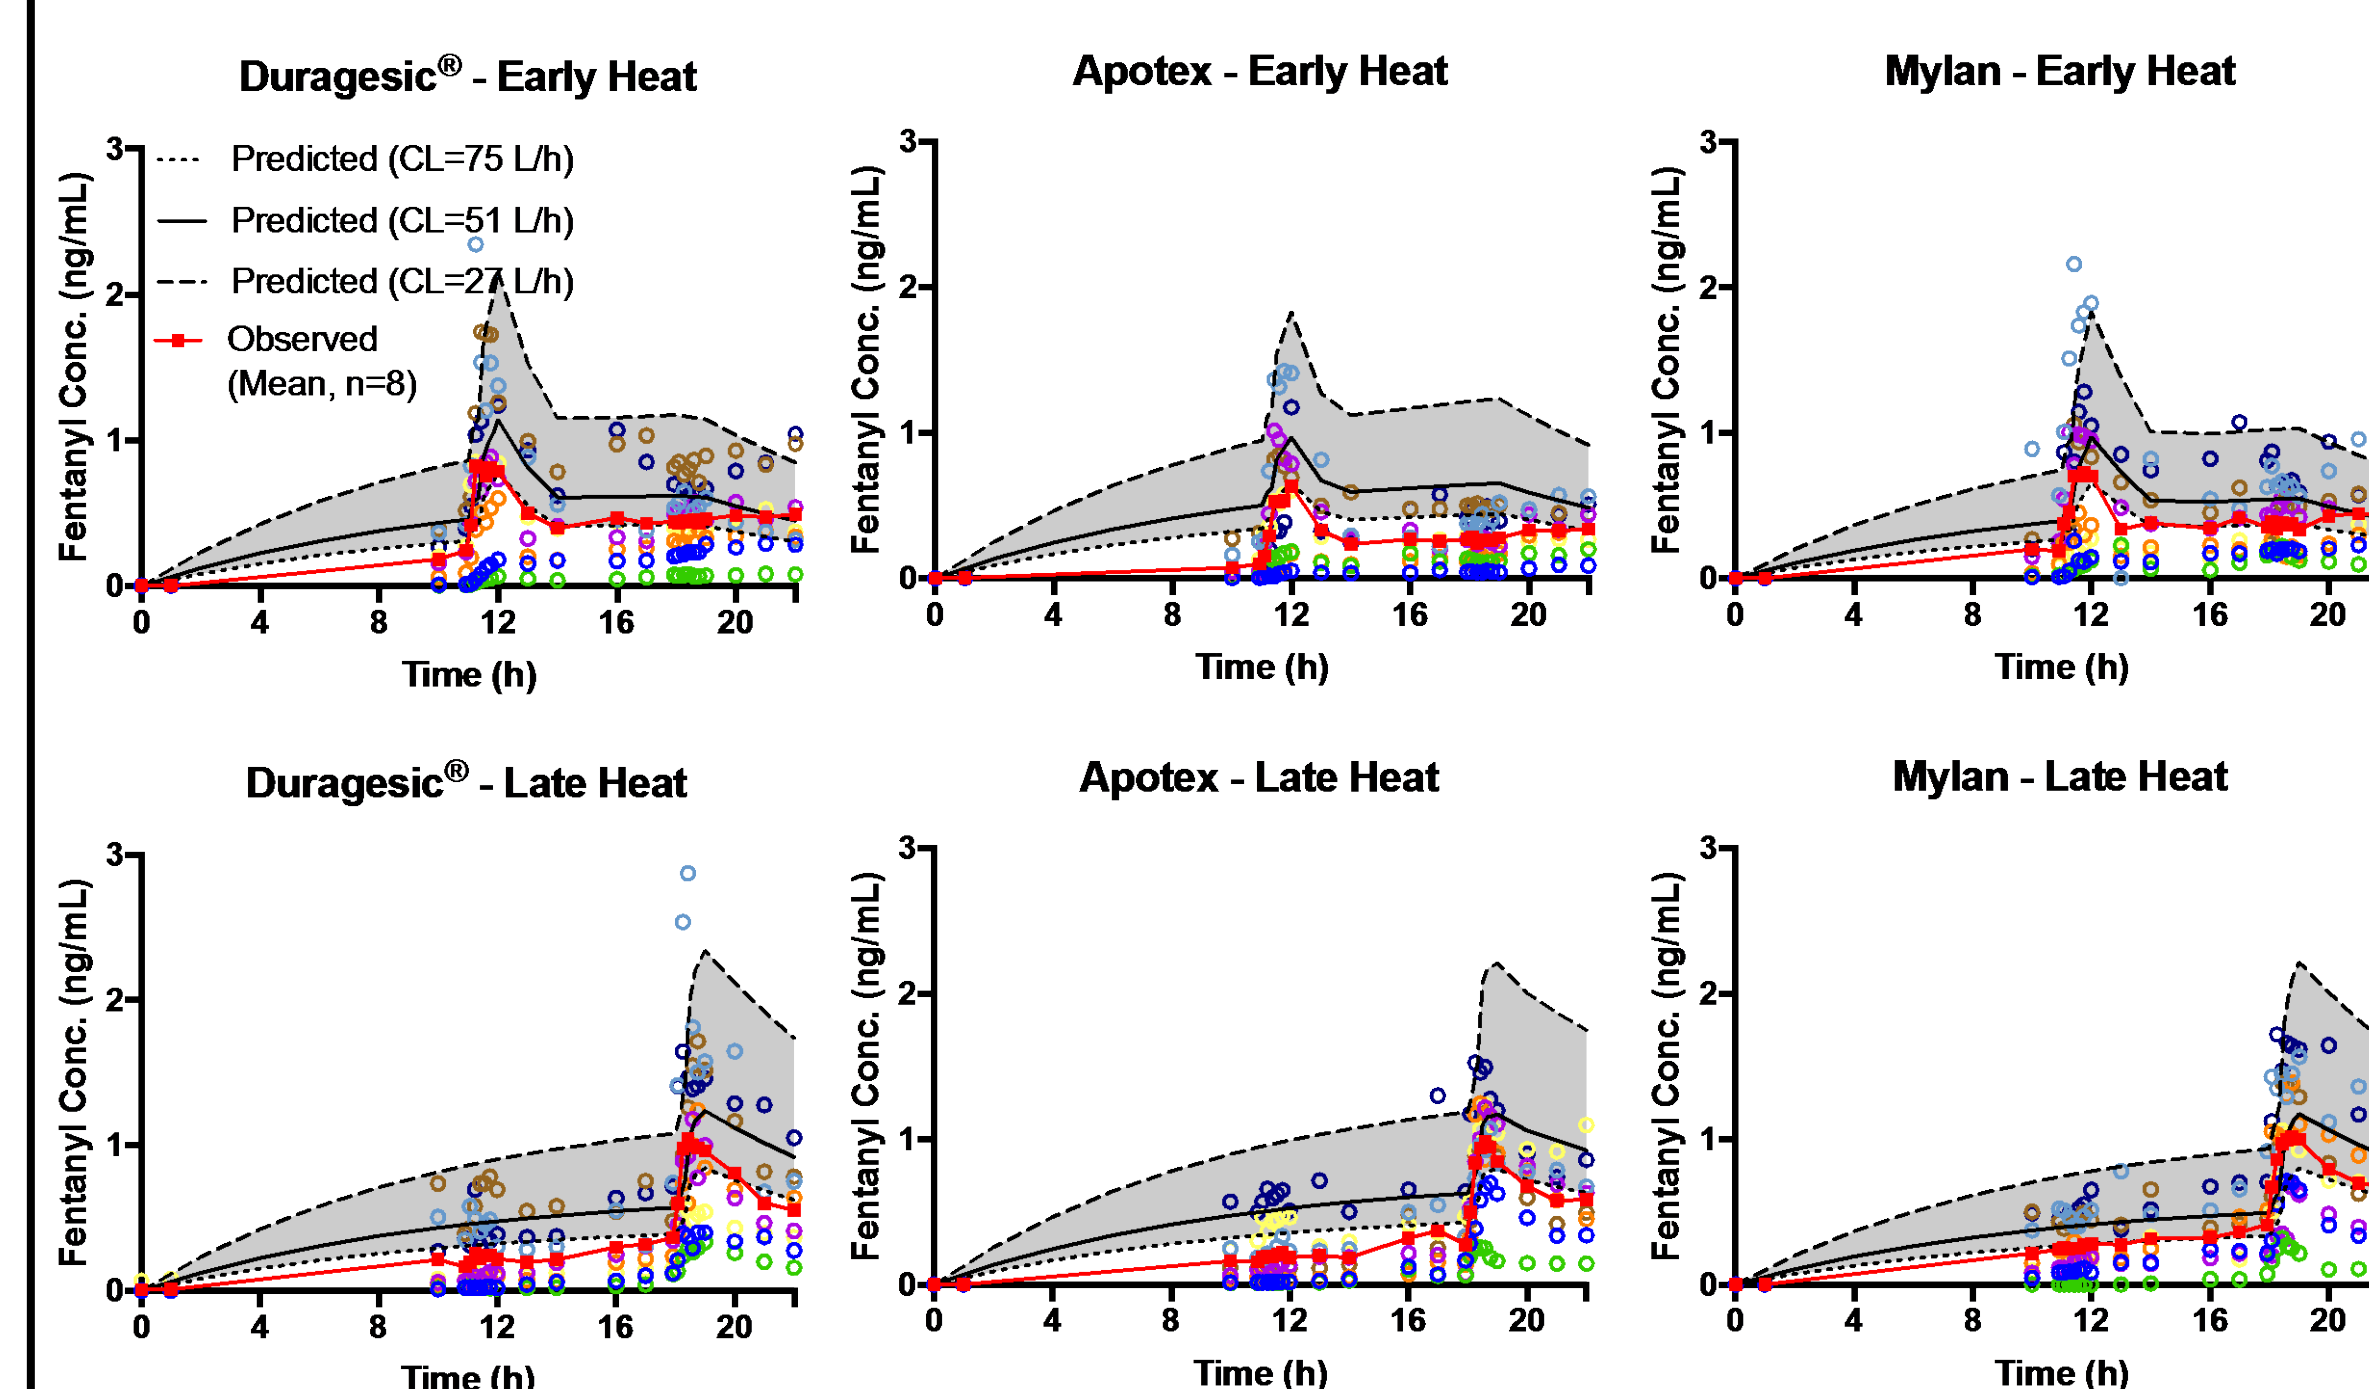 Duragesic® - Early Heat
3
2
1
0
0 4 8 12 16 20
Fentanyl Conc. (ng/mL)
Time (h)
Predicted (CL=75 L/h)
Predicted (CL=51 L/h)
Predicted (CL=27 L/h)
Observed
(Mean, n=8)
Apotex - Early Heat
3
2
1
0
0 4 8 12 16 20
Fentanyl Conc. (ng/mL)
Time (h)
Mylan - Early Heat
3
2
1
0
0 4 8 12 16 20
Fentanyl Conc. (ng/mL)
Time (h)
Duragesic® - Late Heat
3
2
1
0
0 4 8 12 16 20
Fentanyl Conc. (ng/mL)
Time (h)
Apotex - Late Heat
3
2
1
0
0 4 8 12 16 20
Fentanyl Conc. (ng/mL)
Time (h)
Mylan - Late Heat
3
2
1
0
0 4 8 12 16 20
Fentanyl Conc. (ng/mL)
Time (h)